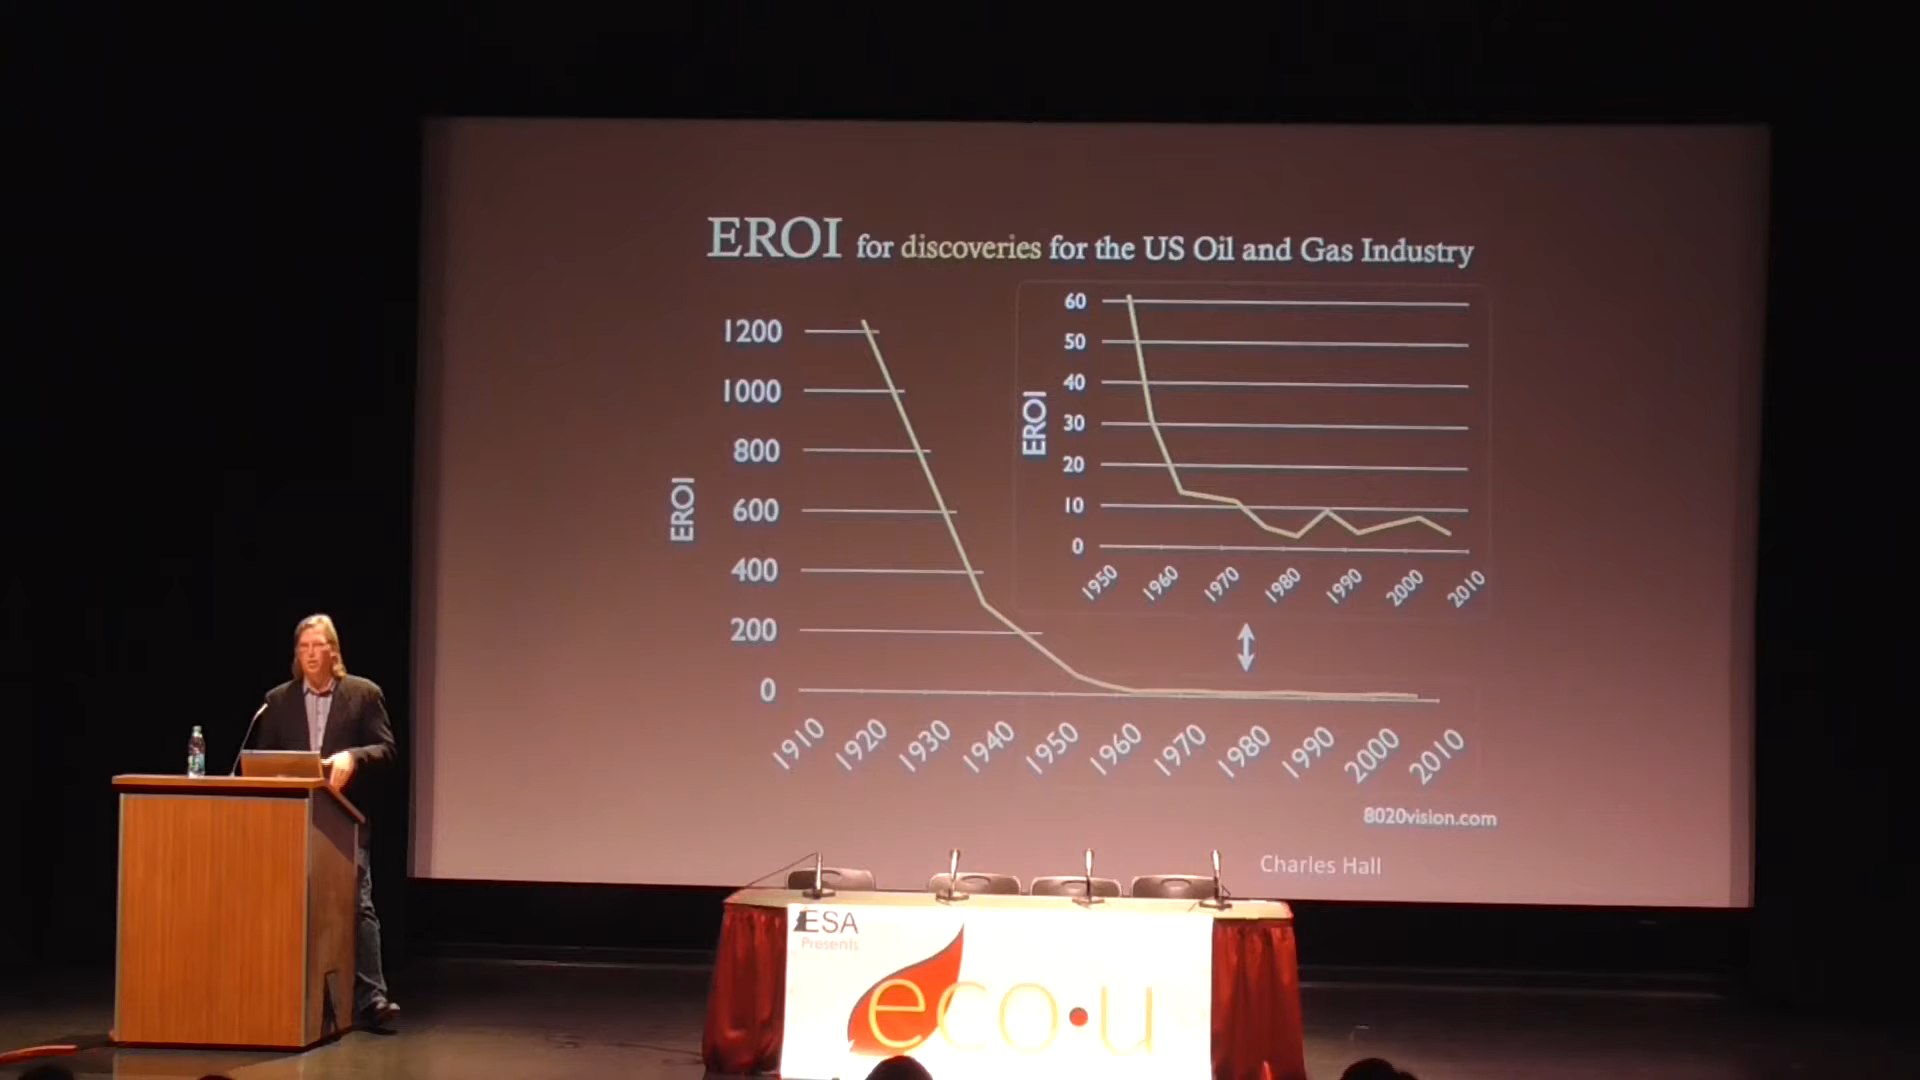 EROI for discoveries for the US Oil and Gas Industry
EROI
1200
1000
800
600
400
200
0
1910 1920 1930 1940 1950 1960 1970 1980 1990 2000 2010
EROI
60
50
40
30
20
10
0
1950 1960 1970 1980 1990 2000 2010
8020vision.com
Charles Hall
ESA
Presents
eco•u